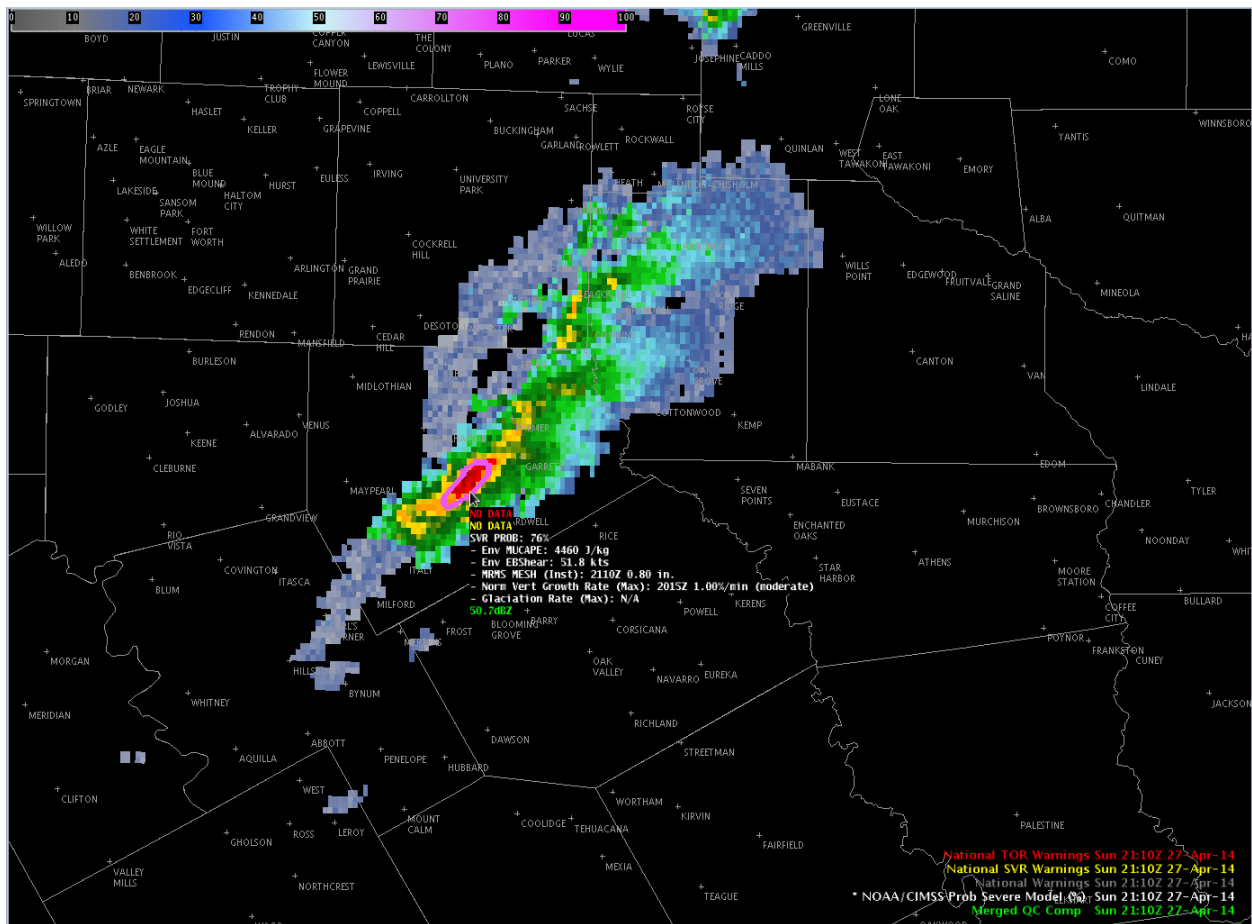 0 10 20 30 40 50 60 70 80 90 100
BOYD
JUSTIN
COPPER
CANYON
THE
COLONY
LUCAS
GREENVILLE
FLOWER
MOUND
LEWISVILLE
PLANO
PARKER
WYLIE
JOSEPHINE
CADDO
MILLS
COMO
SPRINGTOWN
BRIAR
NEWARK
TROPHY
CLUB
HASLET
CARROLLTON
COPPELL
SACHSE
ROYSE
CITY
LONE
OAK
WINNSBORO
KELLER
GRAPEVINE
BUCKINGHAM
GARLAND
ROWLETT
ROCKWALL
YANTIS
AZLE
EAGLE
MOUNTAIN
QUINLAN
WEST
TAWAKONI
EAST
TAWAKONI
EMORY
BLUE
MOUND
LAKESIDE
HURST
EULESS
IRVING
UNIVERSITY
PARK
HEATH
MCLENDON-CHISHOLM
SANSOM
PARK
HALTOM
CITY
WILLOW
PARK
WHITE
SETTLEMENT
FORT
WORTH
ALBA
QUITMAN
COCKRELL
HILL
ALEDO
BENBROOK
ARLINGTON
GRAND
PRAIRIE
WILLS
POINT
EDGEWOOD
FRUITVALE
GRAND
SALINE
MINEOLA
EDGECLIFF
KENNEDALE
RENDON
MANSFIELD
CEDAR
HILL
DESOTO
RIDGE
BURLESON
CANTON
VAN
LINDALE
MIDLOTHIAN
OAK
GROVE
GODLEY
JOSHUA
VENUS
COTTONWOOD
KEMP
KEENE
ALVARADO
CLEBURNE
GARRET
MABANK
EDOM
MAYPEARL
SEVEN
POINTS
EUSTACE
CHANDLER
BROWNSBORO
TYLER
GRANDVIEW
RIO
VISTA
RICE
ENCHANTED
OAKS
MURCHISON
NOONDAY
NO DATA
NO DATA
SVR PROB: 76%
- Env MUCAPE: 4460 J/kg
- Env EBShear: 51.8 kts
- MRMS MESH (Inst): 2110Z 0.80 in.
- Norm Vert Growth Rate (Max): 2015Z 1.00%/min (moderate)
- Glaciation Rate (Max): N/A
50.7dBZ
COVINGTON
ITASCA
ITALY
STAR
HARBOR
ATHENS
MOORE
STATION
BLUM
MILFORD
KERENS
POWELL
BULLARD
COFFEE
CITY
FROST
BLOOMING
GROVE
BARRY
CORSICANA
POYNOR
FRANKSTON
CUNEY
MORGAN
OAK
VALLEY
NAVARRO
EUREKA
WHITNEY
BYNUM
MERIDIAN
RICHLAND
JACKSON
AQUILLA
ABBOTT
PENELOPE
HUBBARD
DAWSON
STREETMAN
CLIFTON
WEST
WORTHAM
KIRVIN
GHOLSON
ROSS
LEROY
MOUNT
CALM
COOLIDGE
TEHUACANA
FAIRFIELD
PALESTINE
VALLEY
MILLS
NORTHCREST
MEXIA
TEAGUE
National TOR Warnings Sun 21:10Z 27-Apr-14
National SVR Warnings Sun 21:10Z 27-Apr-14
National Warnings Sun 21:10Z 27-Apr-14
* NOAA/CIMSS Prob Severe Model (%) Sun 21:10Z 27-Apr-14
Merged QC Comp Sun 21:10Z 27-Apr-14